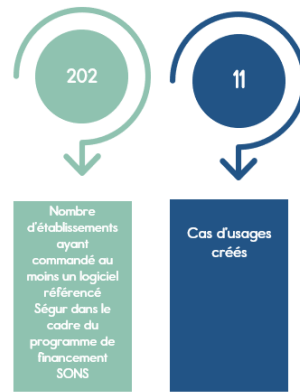 202
11
Nombre
d'établissements
ayant
commandé au
moins un logiciel
référencé
Ségur dans le
cadre du
programme de
financement
SONS
Cas d'usages
créés